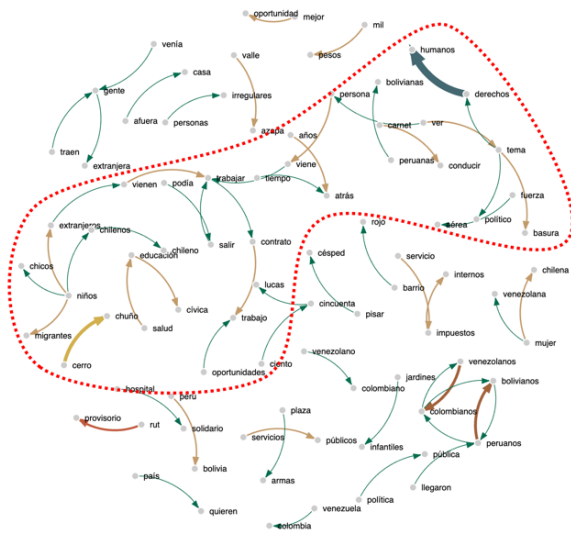 oportunidad
mejor
mil
pesos
humanos
venía
valle
casa
gente
irregulares
bolivianas
persona
derechos
afuera
personas
azapa
años
carnet
ver
traen
extranjera
viene
peruanas
conducir
tema
vienen
podía
trabajar
tiempo
atrás
fuerza
extranjeros
chilenos
rojo
aérea
político
basura
chileno
salir
contrato
césped
educación
servicio
chicos
internos
chilena
niños
lucas
barrio
venezolana
chuño
cívica
cincuenta
migrantes
salud
trabajo
pisar
impuestos
mujer
cerro
oportunidades
ciento
venezolano
venezolanos
hospital
perú
colombiano
jardines
bolivianos
provisorio
rut
solidario
plaza
colombianos
servicios
públicos
infantiles
peruanos
bolivia
pública
país
armas
llegaron
quieren
venezuela
política
colombia